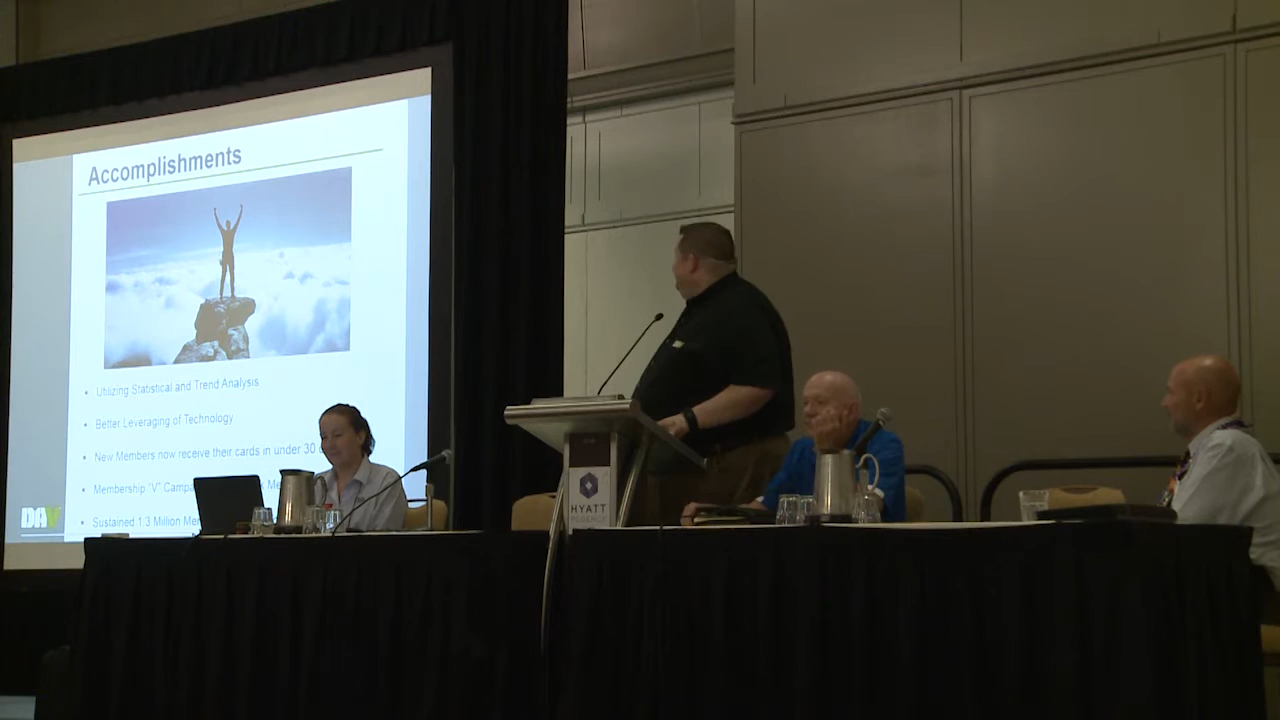 Accomplishments
Utilizing Statistical and Trend Analysis
Better Leveraging of Technology
New Members now receive their cards in under 30
Membership "V"
Sustained 1.3 Million
DAV
HYATT
REGENCY